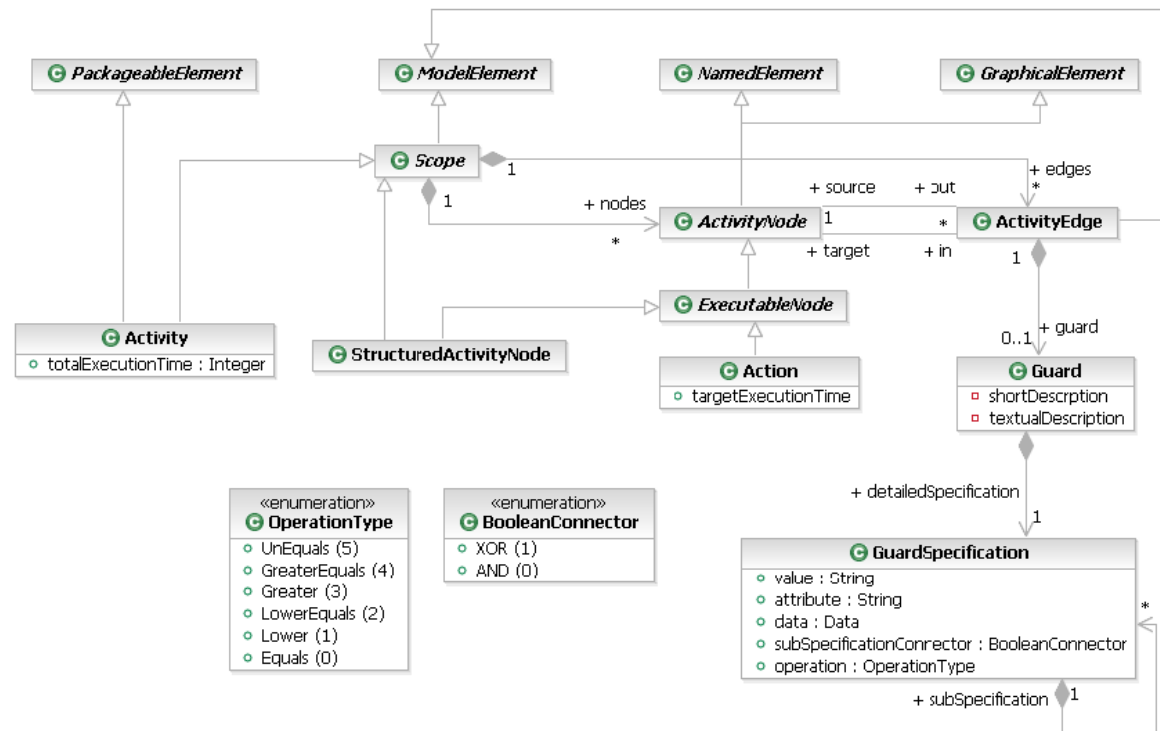 PackageableElement
ModelElement
NamedElement
GraphicalElement
Scope
1
1
+ edges
*
+ nodes
*
+ source
+ out
ActivityNode
1
*
ActivityEdge
+ target
+ in
1
ExecutableNode
Activity
totalExecutionTime : Integer
StructuredActivityNode
+ guard
0..1
Action
targetExecutionTime
Guard
shortDescrption
textualDescription
+ detailedSpecification
1
«enumeration»
OperationType
UnEquals (5)
GreaterEquals (4)
Greater (3)
LowerEquals (2)
Lower (1)
Equals (0)
«enumeration»
BooleanConnector
XOR (1)
AND (0)
GuardSpecification
value : String
attribute : String
data : Data
subSpecificationConnector : BooleanConnector
operation : OperationType
*
+ subSpecification
1